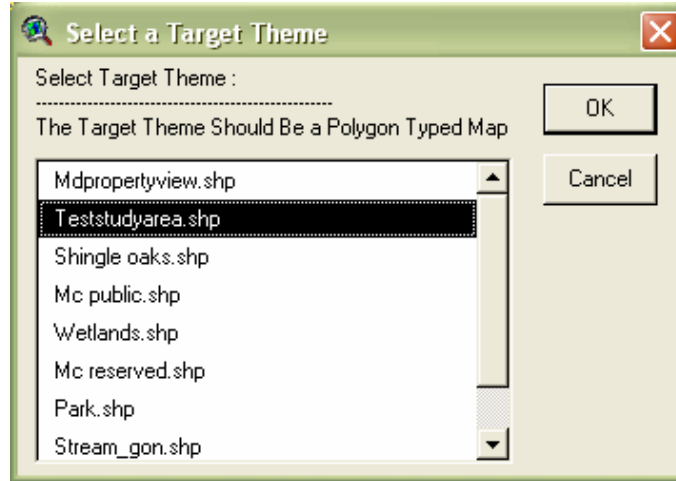 Select a Target Theme
Select Target Theme :
--------------------------------------------------
The Target Theme Should Be a Polygon Typed Map
OK
Cancel
Mdpropertyview.shp
Teststudyarea.shp
Shingle oaks.shp
Mc public.shp
Wetlands.shp
Mc reserved.shp
Park.shp
Stream_gon.shp